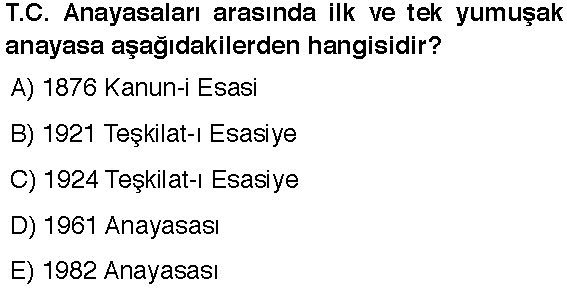 T.C. Anayasaları arasında ilk ve tek yumuşak
anayasa aşağıdakilerden hangisidir?
A) 1876 Kanun-i Esasi
B) 1921 Teşkilat-ı Esasiye
C) 1924 Teşkilat-ı Esasiye
D) 1961 Anayasası
E) 1982 Anayasası